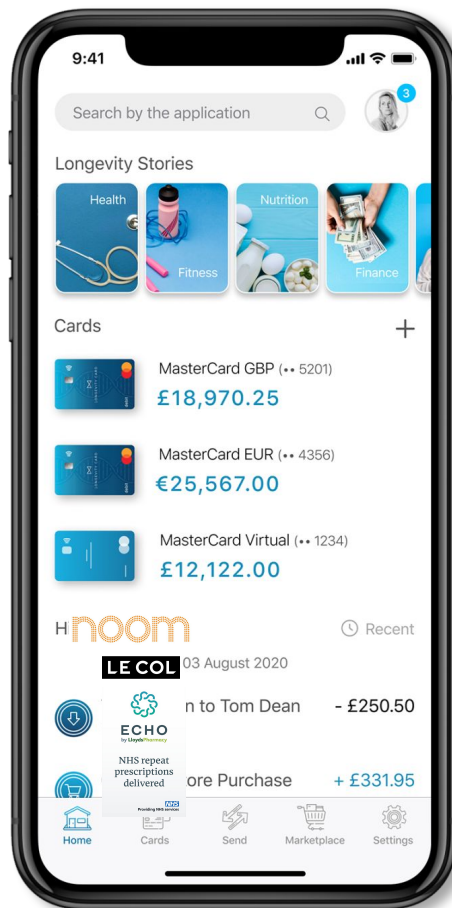 9:41
Search by the application
3
Longevity Stories
Health
Fitness
Nutrition
Finance
Cards
MasterCard GBP (•• 5201)
£18,970.25
MasterCard EUR (•• 4356)
€25,567.00
MasterCard Virtual (•• 1234)
£12,122.00
H noom
Recent
LE COL
03 August 2020
n to Tom Dean - £250.50
ECHO
by LloydsPharmacy
NHS repeat
prescriptions
delivered
ore Purchase + £331.95
NHS
Providing NHS services
Home
Cards
Send
Marketplace
Settings